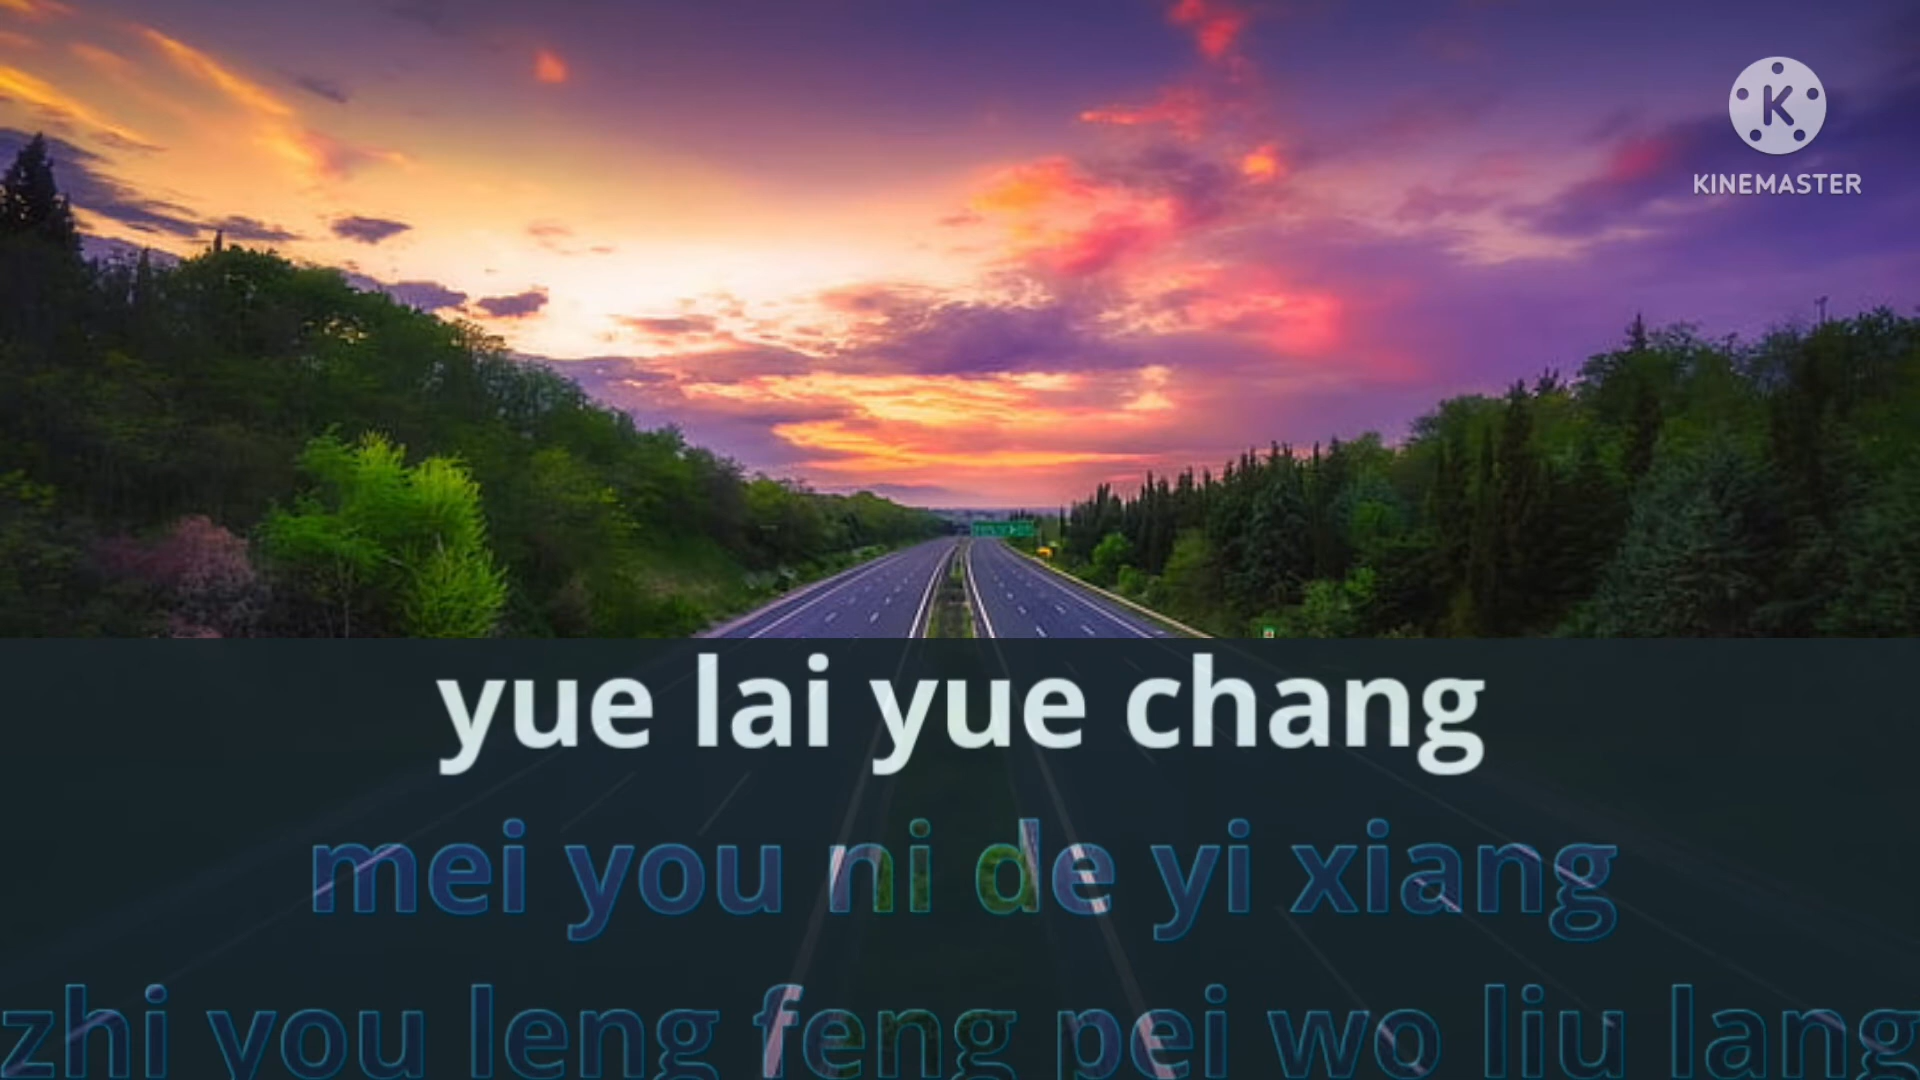 K
KINEMASTER
yue lai yue chang
mei you ni de yi xiang
zhi you leng feng pei wo liu lang